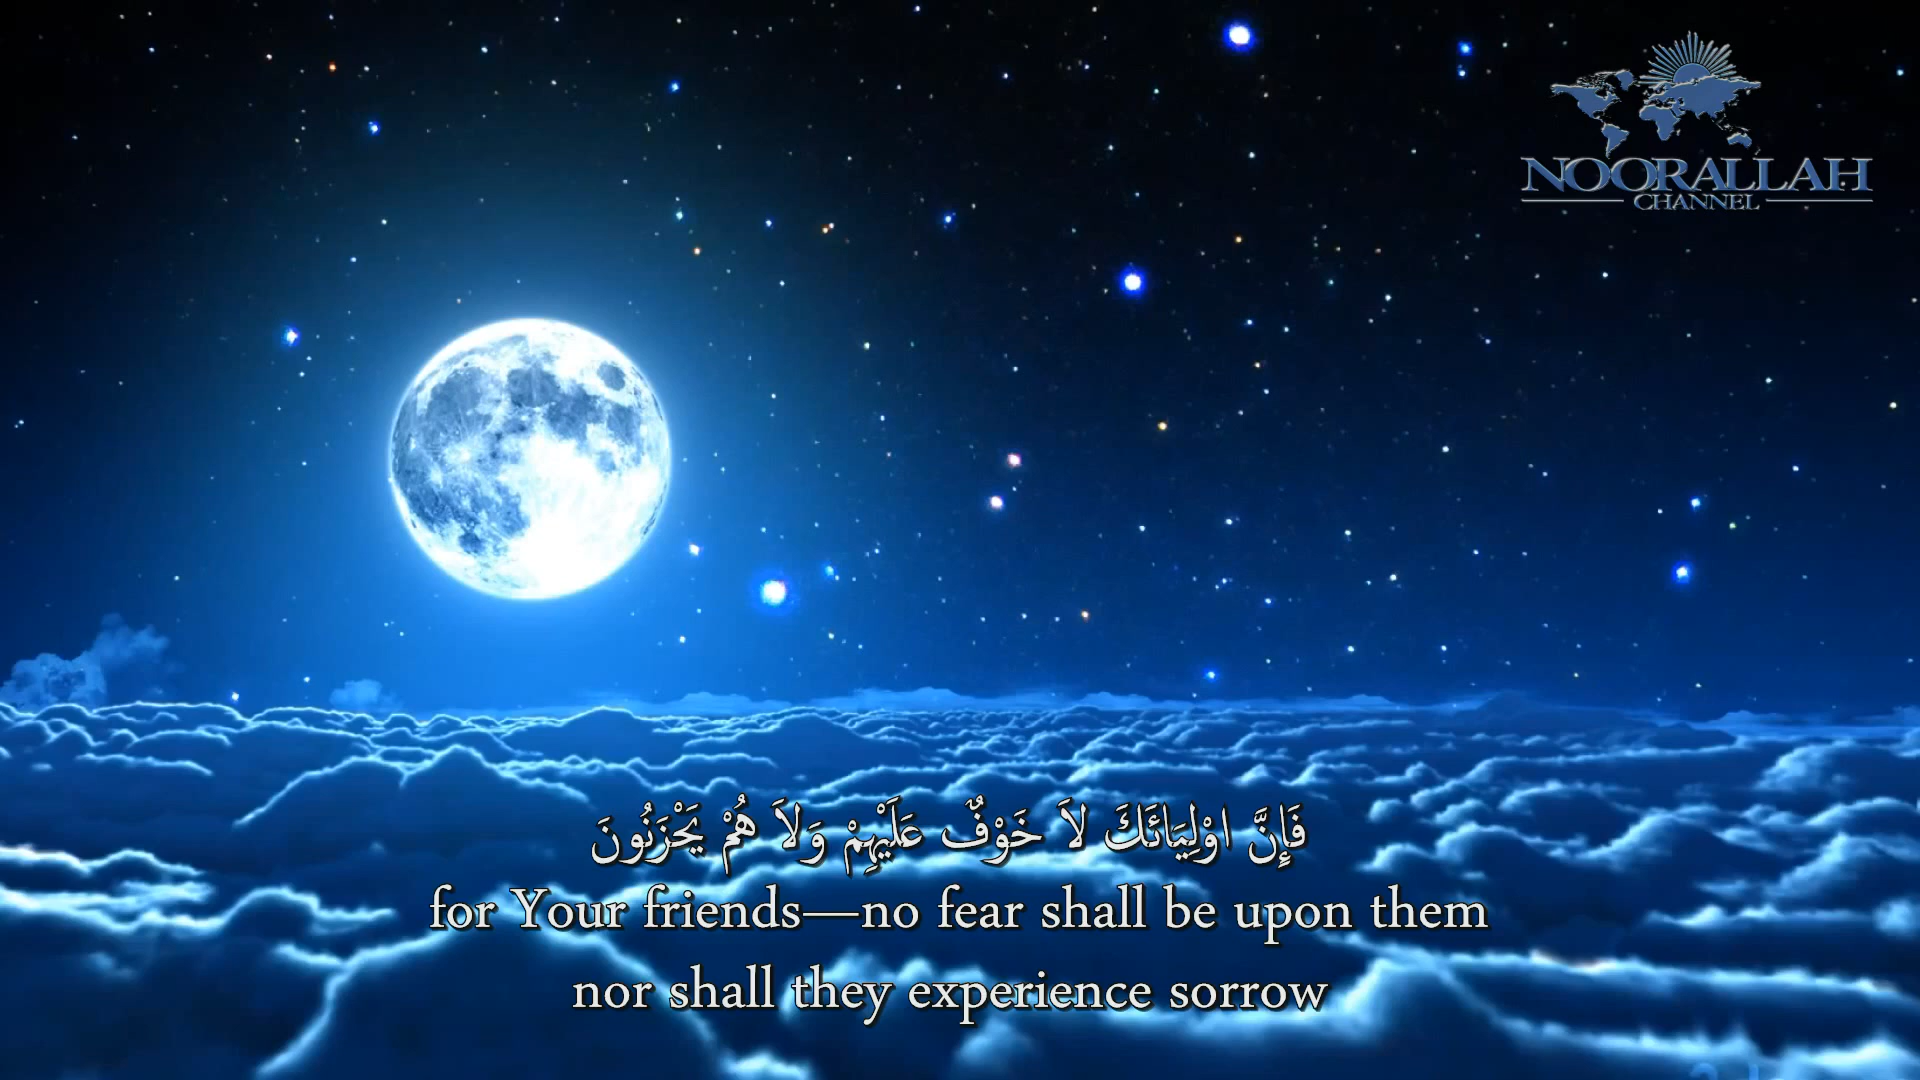 NOORALLAH
CHANNEL
فَإِنَّ اوْلِيَائَكَ لاَ خَوْفٌ عَلَيْهِمْ وَلاَ هُمْ يَحْزَنُونَ
for Your friends—no fear shall be upon them
nor shall they experience sorrow